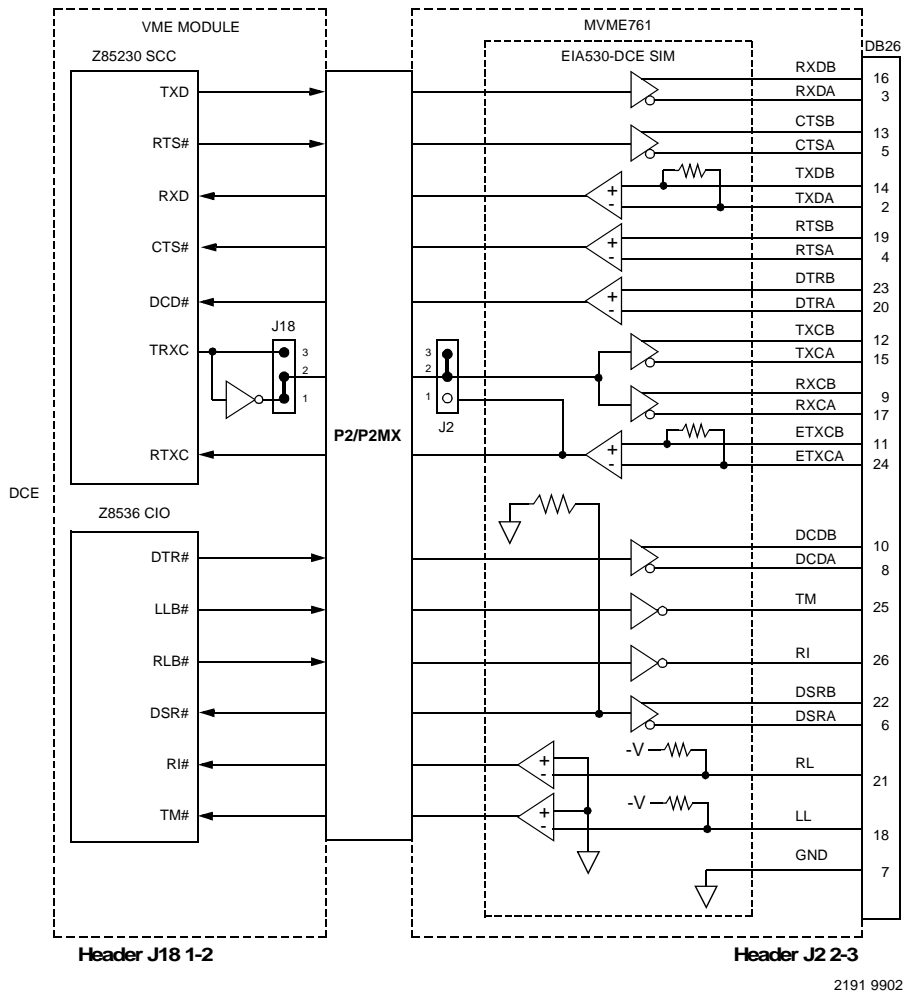 VME MODULE
MVME761
Z85230 SCC
EIA530-DCE SIM
DB26
TXD
RXDB
16
RXDA
3
RTS#
CTSB
13
CTSA
5
RXD
+
-
TXDB
14
TXDA
2
CTS#
+
-
RTSB
19
RTSA
4
DCD#
+
-
DTRB
23
DTRA
20
TRXC
J18
3
2
1
3
2
1
J2
TXCB
12
TXCA
15
RXCB
9
RXCA
17
P2/P2MX
RTXC
+
-
ETXCB
11
ETXCA
24
DCE
Z8536 CIO
DTR#
DCDB
10
DCDA
8
LLB#
TM
25
RLB#
RI
26
DSR#
DSRB
22
DSRA
6
RI#
+
-
-V
RL
21
TM#
+
-
-V
LL
18
GND
7
Header J18 1-2
Header J2 2-3
2191 9902